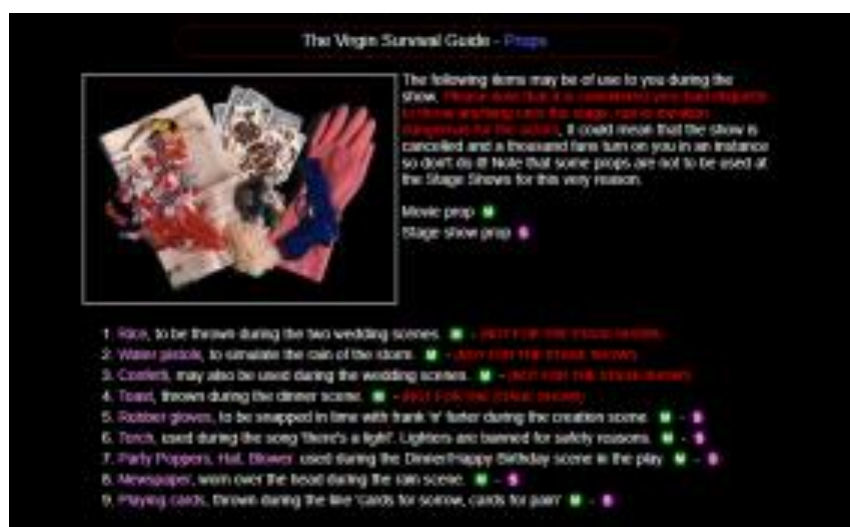 The Virgin Survival Guide - Props
The following items may be of use to you during the
show. Please note that it is considered very bad etiquette
to throw anything onto the stage, and is
dangerous for the actors, it could mean that the show is
cancelled and a thousand fans turn on you in an instance
so don't do it! Note that some props are not to be used at
the Stage Shows for this very reason.
Movie prop M
Stage show prop S
1. Rice, to be thrown during the two wedding scenes. M - (NOT FOR THE STAGE SHOW)
2. Water pistols, to simulate the rain of the storm. M - (NOT FOR THE STAGE SHOW)
3. Confetti, may also be used during the wedding scenes. M - (NOT FOR THE STAGE SHOW)
4. Toast, thrown during the dinner scene. M - (NOT FOR THE STAGE SHOW)
5. Rubber gloves, to be snapped in time with frank 'n' furter during the creation scene. M - S
6. Torch, used during the song 'there's a light'. Lighters are banned for safety reasons. M - S
7. Party Poppers, Hat, Blower used during the Dinner/Happy Birthday scene in the play M - S
8. Newspaper, worn over the head during the rain scene. M - S
9. Playing cards, thrown during the line 'cards for sorrow, cards for pain' M - S